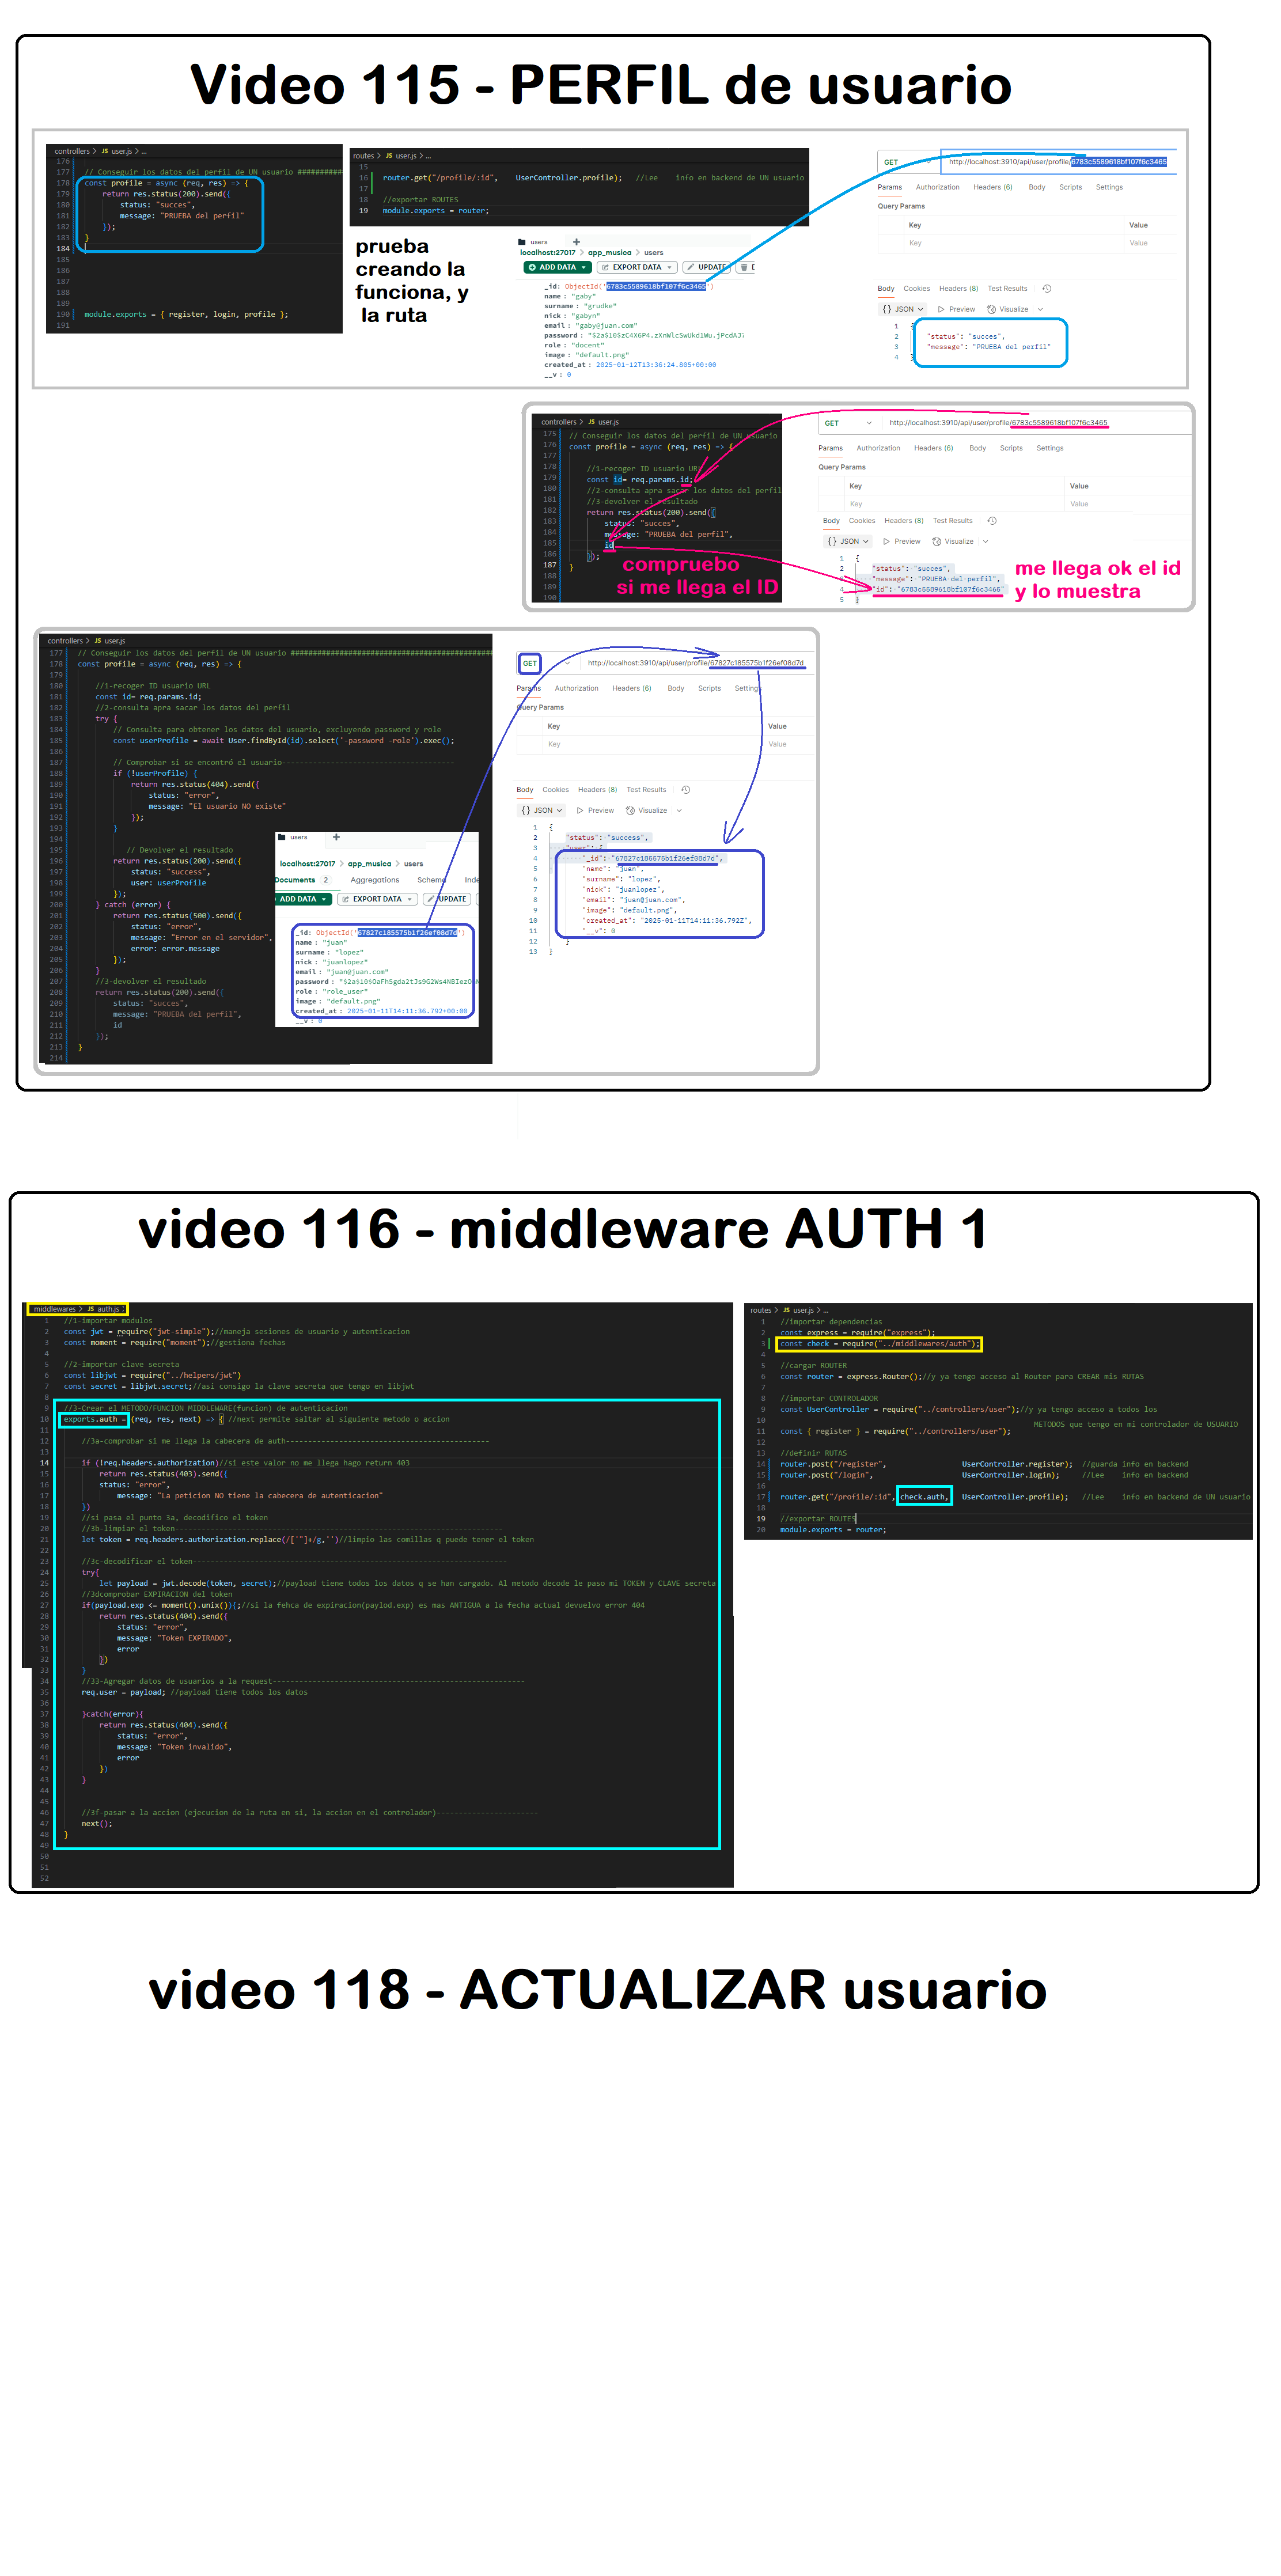 Video 115 - PERFIL de usuario
controllers > JS user.js > ...
176
177 // Conseguir los datos del perfil de UN usuario ##########
178 const profile = async (req, res) => {
179 return res.status(200).send({
180 status: "succes",
181 message: "PRUEBA del perfil"
182 });
183 }
184
185
186
187
188
189
190 module.exports = { register, login, profile };
191
routes > JS user.js > ...
15
16 router.get("/profile/:id", UserController.profile); //Lee info en backend de UN usuario
17
18 //exportar ROUTES
19 module.exports = router;
prueba
creando la
funciona, y
la ruta
users +
localhost:27017 > app_musica > users
ADD DATA EXPORT DATA UPDATE
_id: ObjectId('6783c5589618bf107f6c3465')
name : "gaby"
surname : "grudke"
nick : "gabyn"
email : "gaby@juan.com"
role : "docent"
image : "default.png"
created_at : 2025-01-12T13:36:24.805+00:00
__v : 0
GET http://localhost:3910/api/user/profile/6783c5589618bf107f6c3465
Params Authorization Headers (6) Body Scripts Settings
Query Params
Key Value
Key Value
Body Cookies Headers (8) Test Results
{} JSON Preview Visualize
1 {
2 "status": "succes",
3 "message": "PRUEBA del perfil"
4 }
controllers > JS user.js
175 // Conseguir los datos del perfil de UN usuario
176 const profile = async (req, res) => {
177
178 //1-recoger ID usuario URL
179 const id= req.params.id;
180 //2-consulta apra sacar los datos del perfil
181 //3-devolver el resultado
182 return res.status(200).send({
183 status: "succes",
184 message: "PRUEBA del perfil",
185 id
186 });
187 }
188
189
190
compruebo
si me llega el ID
GET http://localhost:3910/api/user/profile/6783c5589618bf107f6c3465
Params Authorization Headers (6) Body Scripts Settings
Query Params
Key Value
Key Value
Body Cookies Headers (8) Test Results
{} JSON Preview Visualize
1 {
2 "status": "succes",
3 "message": "PRUEBA del perfil",
4 "id": "6783c5589618bf107f6c3465"
5 }
me llega ok el id
y lo muestra
controllers > JS user.js
177 // Conseguir los datos del perfil de UN usuario ##########
178 const profile = async (req, res) => {
179
180 //1-recoger ID usuario URL
181 const id= req.params.id;
182 //2-consulta apra sacar los datos del perfil
183 try {
184 // Consulta para obtener los datos del usuario, excluyendo password y role
185 const userProfile = await User.findById(id).select('-password -role').exec();
186
187 // Comprobar si se encontró el usuario---------------------------------------
188 if (!userProfile) {
189 return res.status(404).send({
190 status: "error",
191 message: "El usuario NO existe"
192 });
193 }
194
195 // Devolver el resultado
196 return res.status(200).send({
197 status: "success",
198 user: userProfile
199 });
200 } catch (error) {
201 return res.status(500).send({
202 status: "error",
203 message: "Error en el servidor",
204 error: error.message
205 });
206 }
207 //3-devolver el resultado
208 return res.status(200).send({
209 status: "succes",
210 message: "PRUEBA del perfil",
211 id
212 });
213 }
214
users +
localhost:27017 > app_musica > users
Documents 2 Aggregations Schema
ADD DATA EXPORT DATA UPDATE
_id: ObjectId('67827c185575b1f26ef08d7d')
name : "juan"
surname : "lopez"
nick : "juanlopez"
email : "juan@juan.com"
role : "role_user"
image : "default.png"
created_at : 2025-01-11T14:11:36.792+00:00
__v : 0
GET http://localhost:3910/api/user/profile/67827c185575b1f26ef08d7d
Params Authorization Headers (6) Body Scripts Settings
Query Params
Key Value
Key Value
Body Cookies Headers (8) Test Results
{} JSON Preview Visualize
1 {
2 "status": "success",
3 "user": {
4 "_id": "67827c185575b1f26ef08d7d",
5 "name": "juan",
6 "surname": "lopez",
7 "nick": "juanlopez",
8 "email": "juan@juan.com",
9 "image": "default.png",
10 "created_at": "2025-01-11T14:11:36.792Z",
11 "__v": 0
12 }
13 }
video 116 - middleware AUTH 1
middlewares > JS auth.js >
1 //1-importar modulos
2 const jwt = require("jwt-simple");//maneja sesiones de usuario y autenticacion
3 const moment = require("moment");//gestiona fechas
4
5 //2-importar clave secreta
6 const libjwt = require("../helpers/jwt")
7 const secret = libjwt.secret;//asi consigo la clave secreta que tengo en libjwt
8
9 //3-Crear el METODO/FUNCION MIDDLEWARE(funcion) de autenticacion
10 exports.auth = (req, res, next) => { //next permite saltar al siguiente metodo o accion
11
12 //3a-comprobar si me llega la cabecera de auth----------------------------------------------
13
14 if (!req.headers.authorization)//si este valor no me llega hago return 403
15 return res.status(403).send({
16 status: "error",
17 message: "La peticion NO tiene la cabecera de autenticacion"
18 })
19 //si pasa el punto 3a, decodifico el token
20 //3b-limpiar el token--------------------------------------------------------------------------
21 let token = req.headers.authorization.replace(/['"]+/g,'')//limpio las comillas q puede tener el token
22
23 //3c-decodificar el token-----------------------------------------------------------------------
24 try{
25 let payload = jwt.decode(token, secret);//payload tiene todos los datos q se han cargado. Al metodo decode le paso mi TOKEN y CLAVE secreta
26 //3dcomprobar EXPIRACION del token
27 if(payload.exp <= moment().unix()){;//si la fehca de expiracion(paylod.exp) es mas ANTIGUA a la fecha actual devuelvo error 404
28 return res.status(404).send({
29 status: "error",
30 message: "Token EXPIRADO",
31 error
32 })
33 }
34 //33-Agregar datos de usuarios a la request---------------------------------------------------------
35 req.user = payload; //payload tiene todos los datos
36
37 }catch(error){
38 return res.status(404).send({
39 status: "error",
40 message: "Token invalido",
41 error
42 })
43 }
44
45
46 //3f-pasar a la accion (ejecucion de la ruta en si, la accion en el controlador)-----------------------
47 next();
48 }
49
50
51
52
routes > JS user.js > ...
1 //importar dependencias
2 const express = require("express");
3 const check = require("../middlewares/auth");
4
5 //cargar ROUTER
6 const router = express.Router();//y ya tengo acceso al Router para CREAR mis RUTAS
7
8 //importar CONTROLADOR
9 const UserController = require("../controllers/user");//y ya tengo acceso a todos los
10 METODOS que tengo en mi controlador de USUARIO
11 const { register } = require("../controllers/user");
12
13 //definir RUTAS
14 router.post("/register", UserController.register); //guarda info en backend
15 router.post("/login", UserController.login); //Lee info en backend
16
17 router.get("/profile/:id", check.auth, UserController.profile); //Lee info en backend de UN usuario
18
19 //exportar ROUTES
20 module.exports = router;
video 118 - ACTUALIZAR usuario